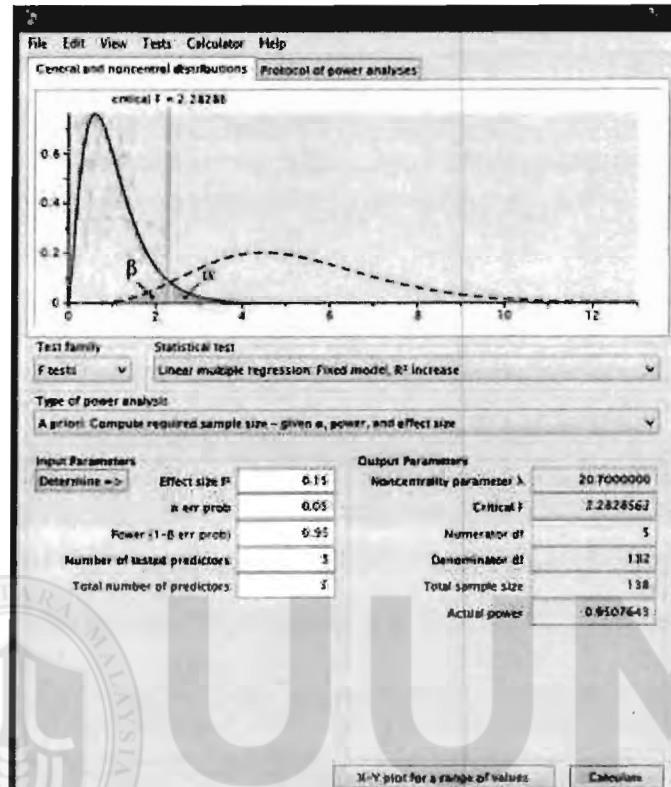 File Edit View Tests Calculator Help
Central and noncentral distributions Protocol of power analyses
critical F = 2.28286
0.6
0.4
0.2
0
β α
0 2 4 6 8 10 12
Test family Statistical test
F tests Linear multiple regression: Fixed model, R² increase
Type of power analysis
A priori: Compute required sample size – given α, power, and effect size
Input Parameters Output Parameters
Determine => Effect size f² 0.15 Noncentrality parameter λ 20.7000000
α err prob 0.05 Critical F 2.2828562
Power (1-β err prob) 0.95 Numerator df 5
Number of tested predictors 5 Denominator df 132
Total number of predictors 5 Total sample size 138
Actual power 0.9507643
UUN
TARA MALAYSIA
X-Y plot for a range of values Calculate